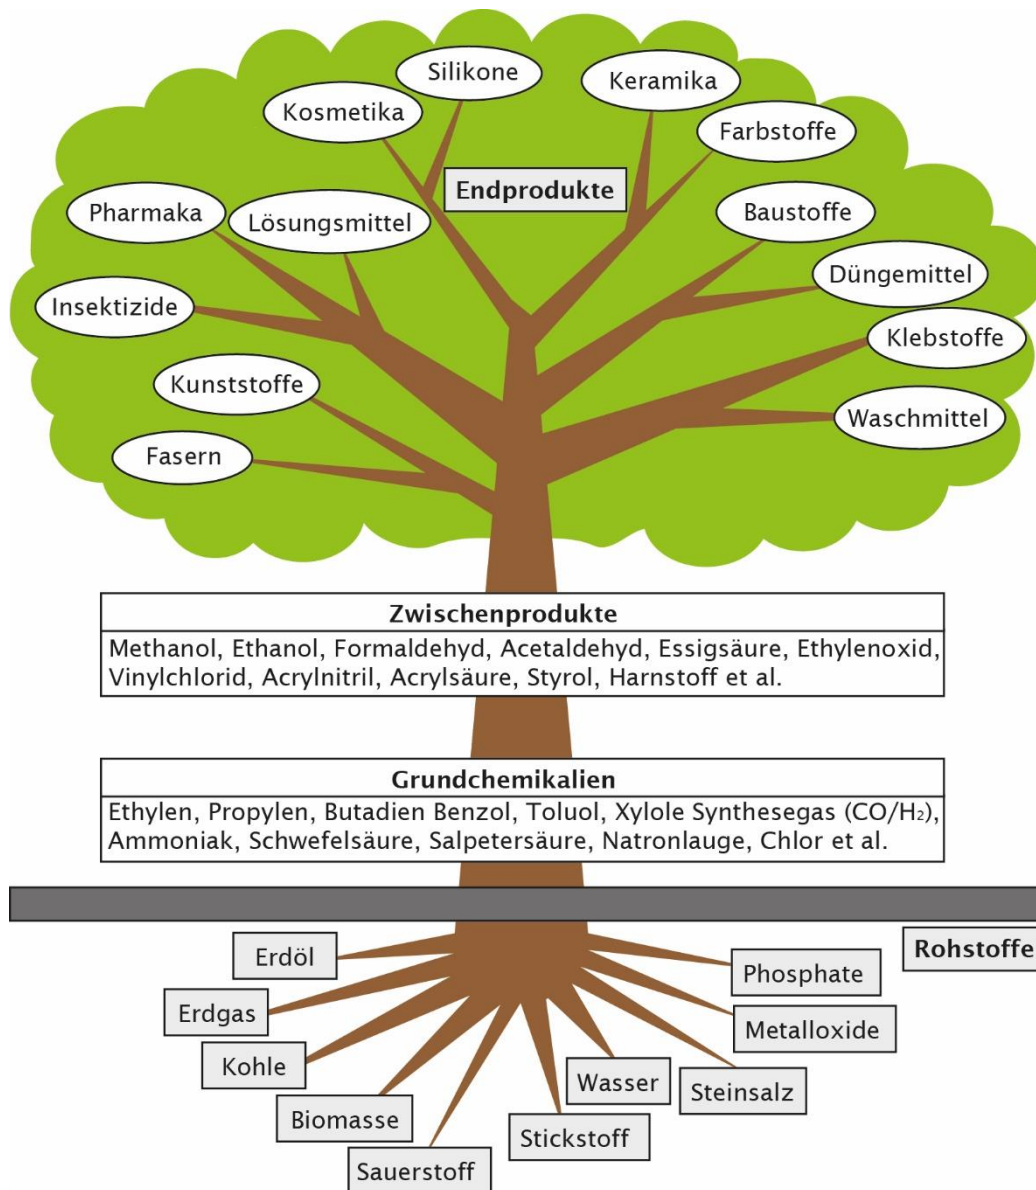 Silikone
Keramika
Kosmetika
Farbstoffe
Endprodukte
Pharmaka
Lösungsmittel
Baustoffe
Düngemittel
Insektizide
Klebstoffe
Kunststoffe
Waschmittel
Fasern
Zwischenprodukte
Methanol, Ethanol, Formaldehyd, Acetaldehyd, Essigsäure, Ethylenoxid,
Vinylchlorid, Acrylnitril, Acrylsäure, Styrol, Harnstoff et al.
Grundchemikalien
Ethylen, Propylen, Butadien Benzol, Toluol, Xylole Synthesegas (CO/H₂),
Ammoniak, Schwefelsäure, Salpetersäure, Natronlauge, Chlor et al.
Rohstoffe
Erdöl
Phosphate
Erdgas
Metalloxide
Kohle
Wasser
Steinsalz
Biomasse
Stickstoff
Sauerstoff